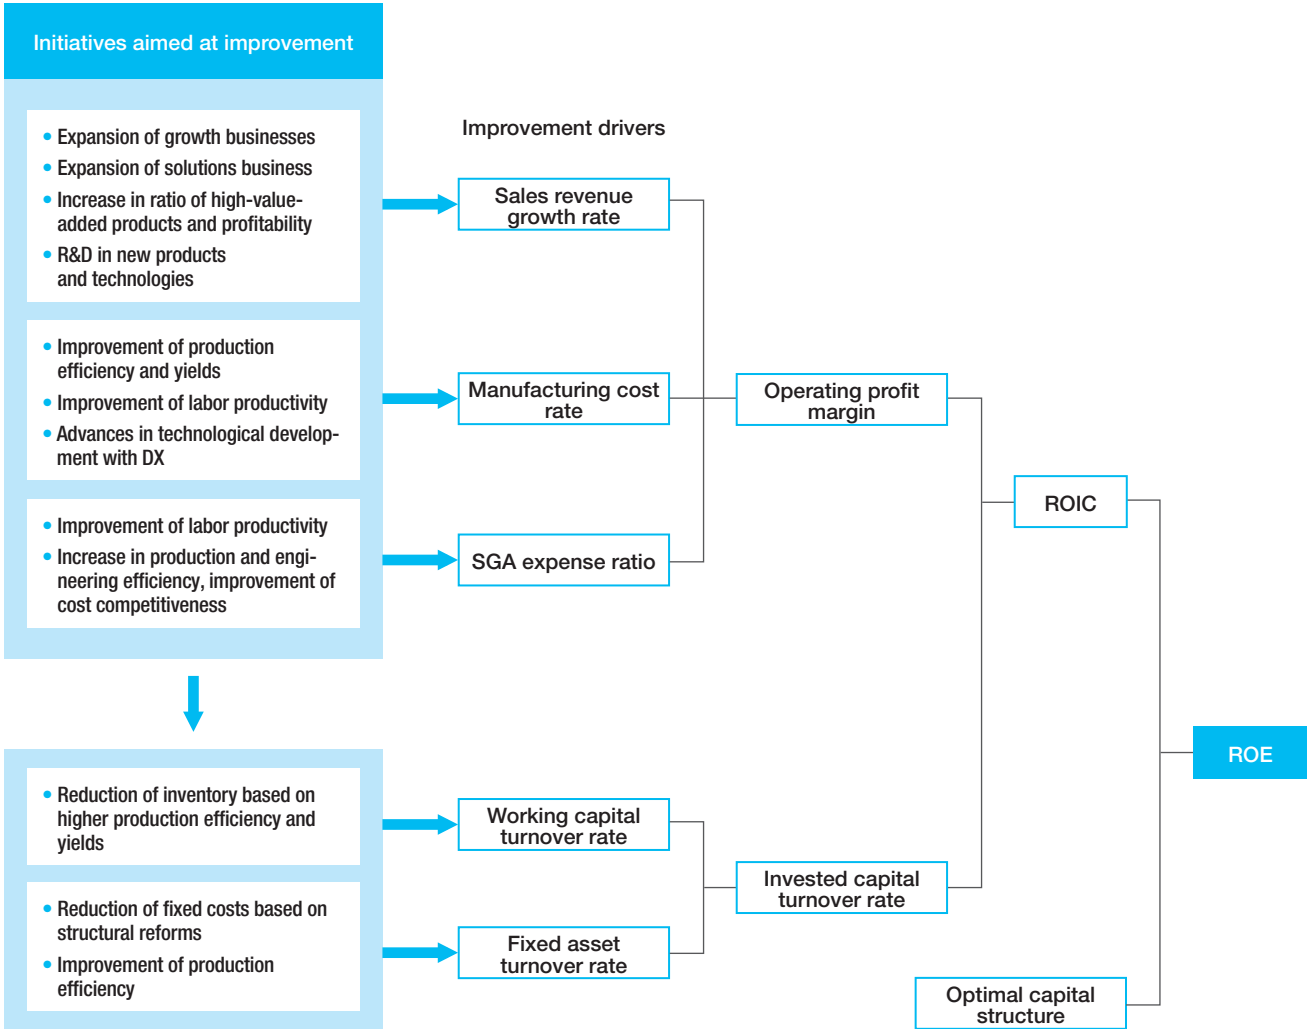 Initiatives aimed at improvement
• Expansion of growth businesses
• Expansion of solutions business
• Increase in ratio of high-value-
added products and profitability
• R&D in new products
and technologies
• Improvement of production
efficiency and yields
• Improvement of labor productivity
• Advances in technological develop-
ment with DX
• Improvement of labor productivity
• Increase in production and engi-
neering efficiency, improvement of
cost competitiveness
• Reduction of inventory based on
higher production efficiency and
yields
• Reduction of fixed costs based on
structural reforms
• Improvement of production
efficiency
Improvement drivers
Sales revenue
growth rate
Manufacturing cost
rate
SGA expense ratio
Working capital
turnover rate
Fixed asset
turnover rate
Operating profit
margin
Invested capital
turnover rate
ROIC
Optimal capital
structure
ROE